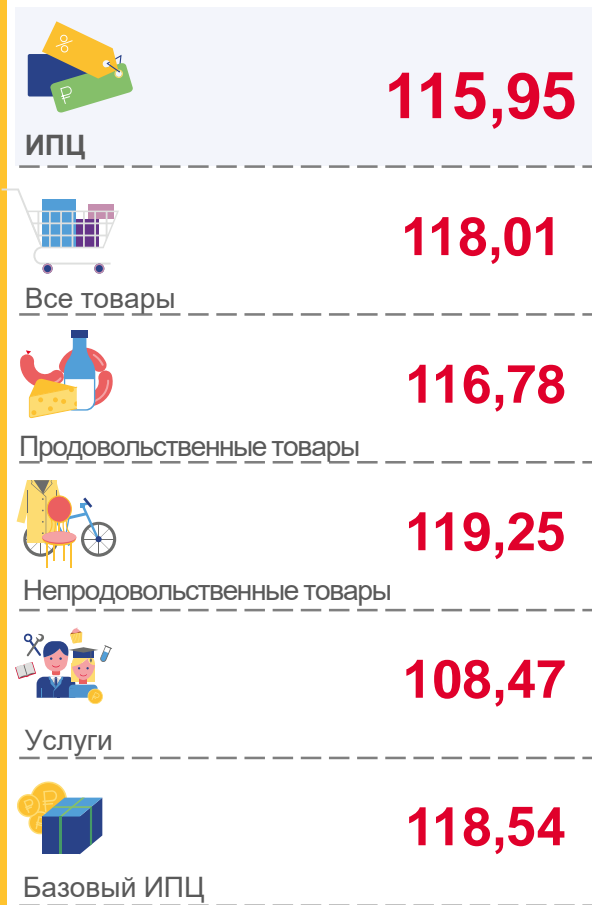 %
₽
115,95
ИПЦ
118,01
Все товары
116,78
Продовольственные товары
119,25
Непродовольственные товары
108,47
Услуги
₽ ₽
118,54
Базовый ИПЦ